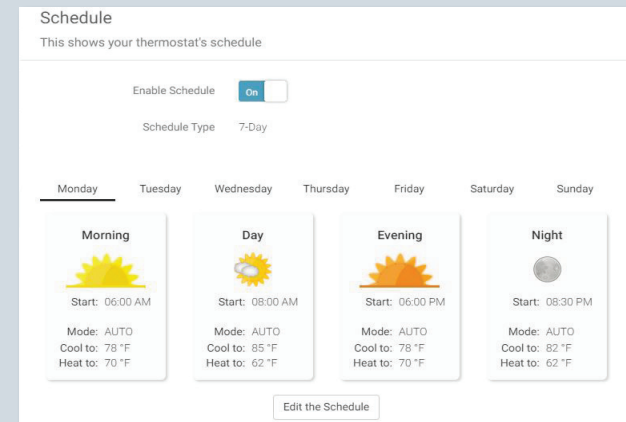 Schedule
This shows your thermostat's schedule
Enable Schedule On
Schedule Type 7-Day
Monday Tuesday Wednesday Thursday Friday Saturday Sunday
Morning
Start: 06:00 AM
Mode: AUTO
Cool to: 78 °F
Heat to: 70 °F
Day
Start: 08:00 AM
Mode: AUTO
Cool to: 85 °F
Heat to: 62 °F
Evening
Start: 06:00 PM
Mode: AUTO
Cool to: 78 °F
Heat to: 70 °F
Night
Start: 08:30 PM
Mode: AUTO
Cool to: 82 °F
Heat to: 62 °F
Edit the Schedule